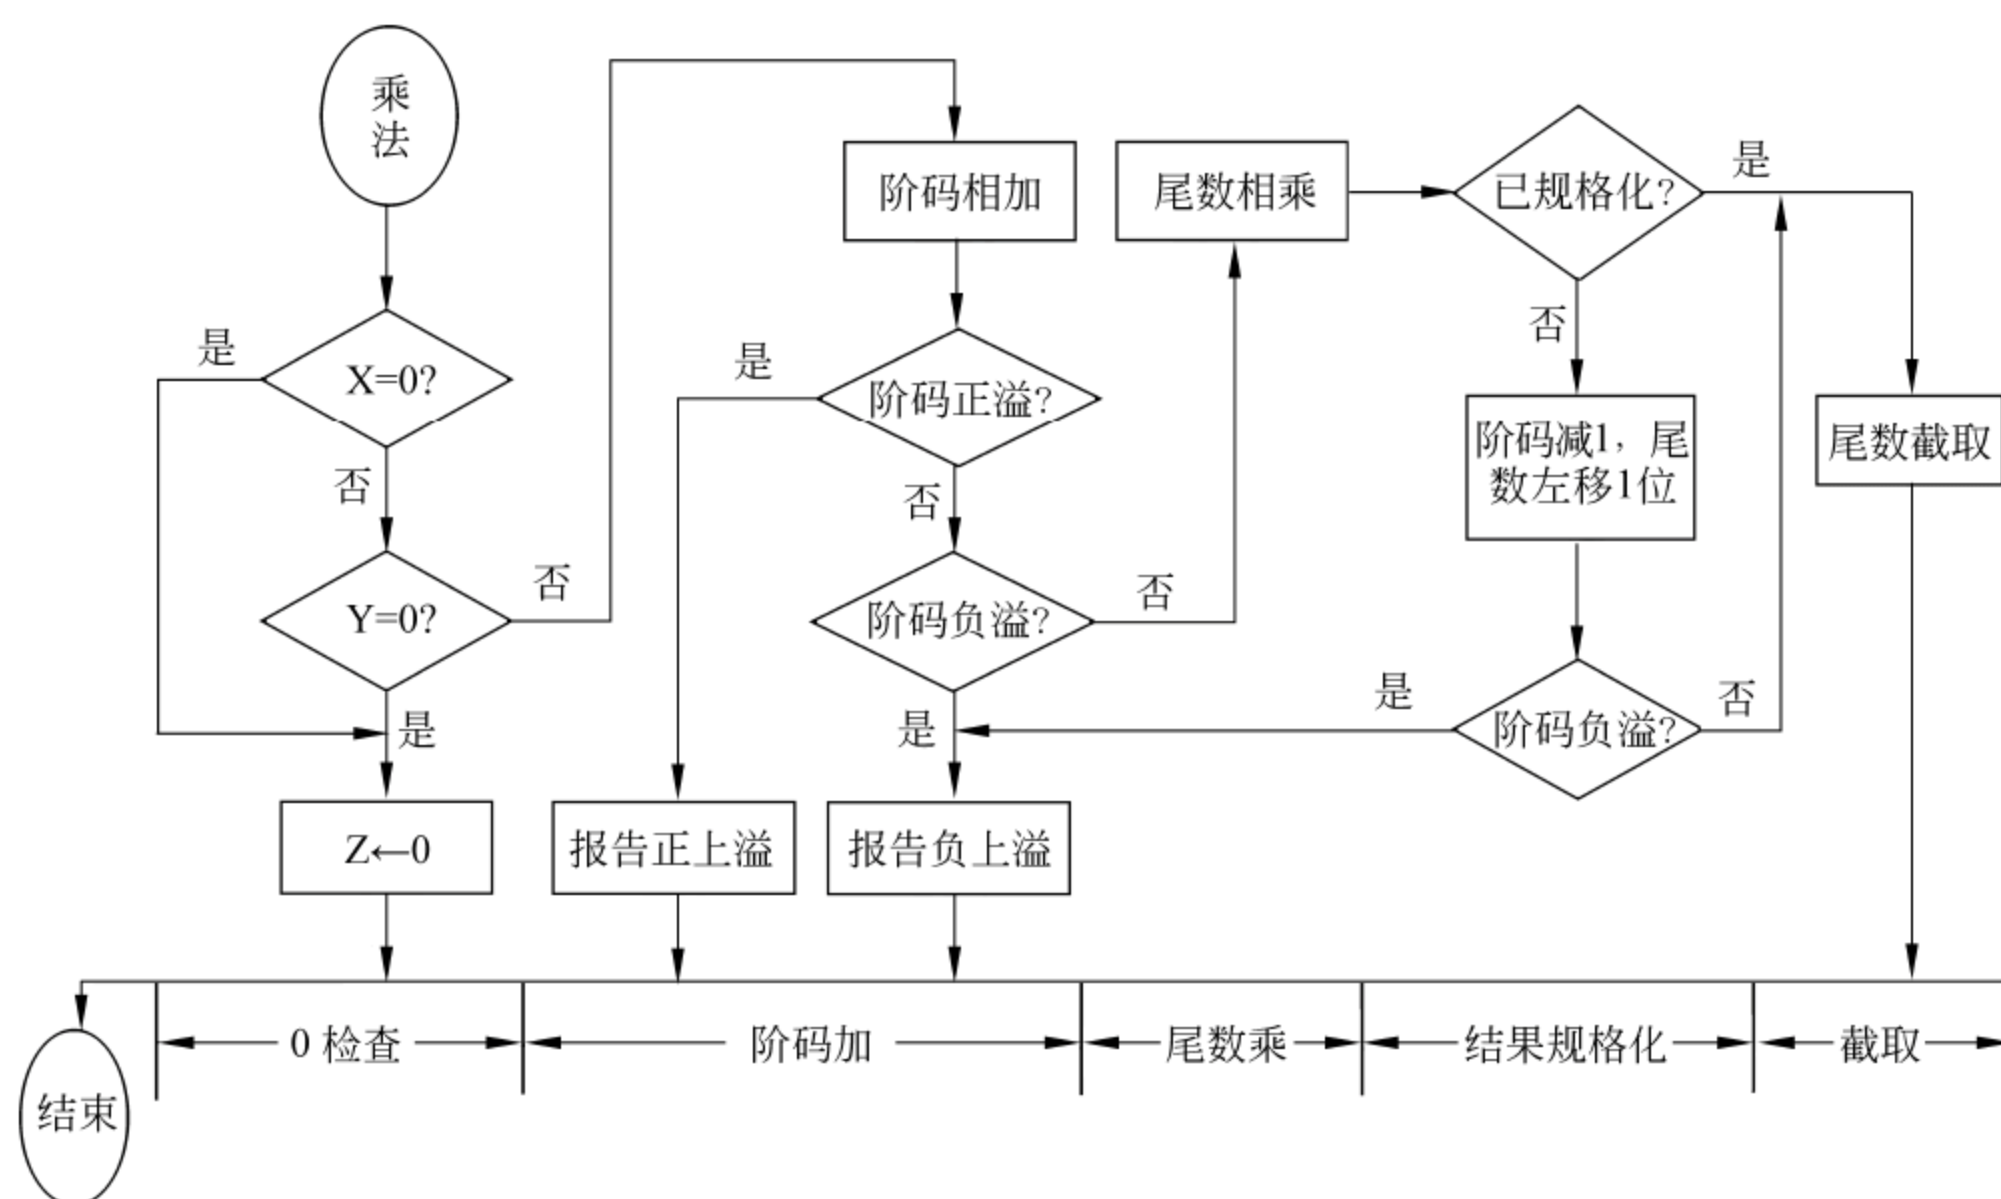 乘
法
是
X=0?
否
Y=0?
否
是
Z←0
阶码相加
是
阶码正溢?
否
阶码负溢?
否
是
报告正上溢
报告负上溢
尾数相乘
已规格化?
是
否
阶码减1，尾
数左移1位
是
阶码负溢?
否
尾数截取
0 检查
阶码加
尾数乘
结果规格化
截取
结束